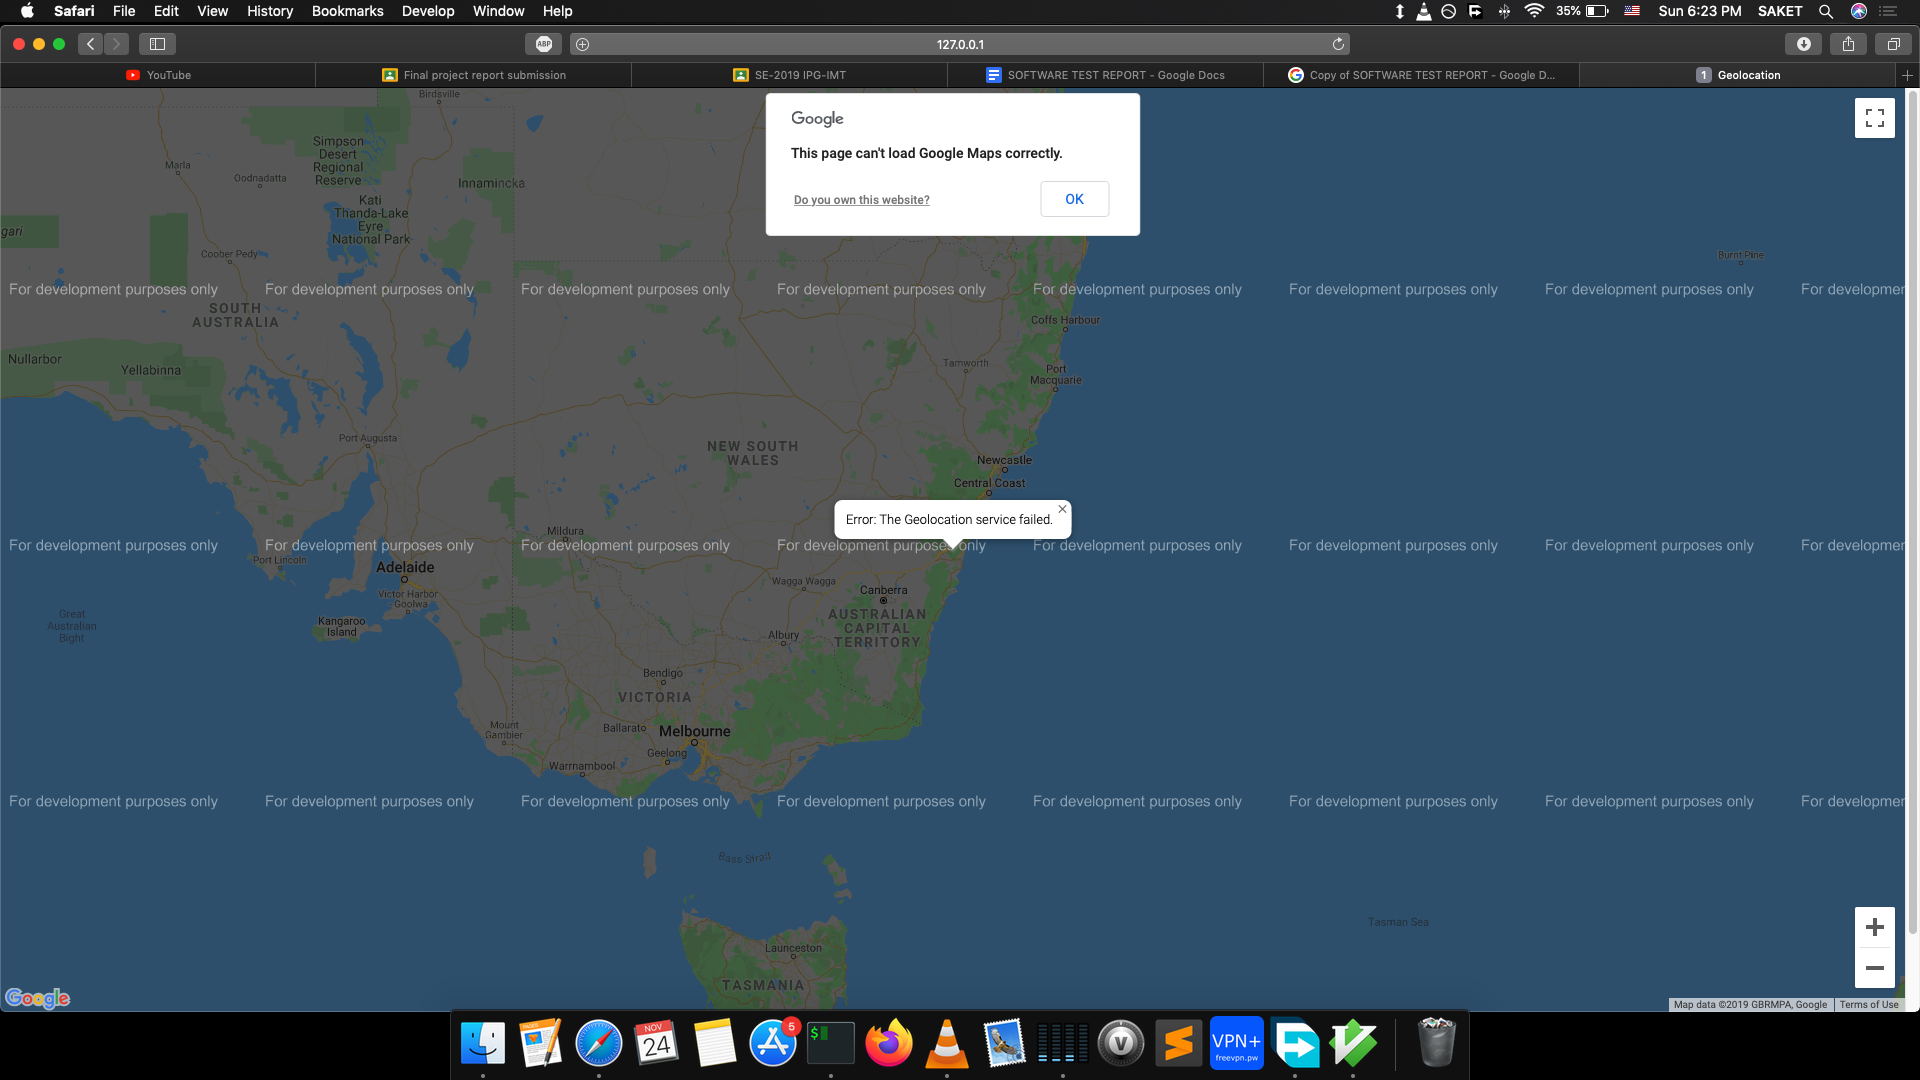 Safari File Edit View History Bookmarks Develop Window Help
35%
Sun 6:23 PM SAKET
ABP
127.0.0.1
YouTube
Final project report submission
SE-2019 IPG-IMT
SOFTWARE TEST REPORT - Google Docs
Copy of SOFTWARE TEST REPORT - Google D...
1 Geolocation
Google
This page can't load Google Maps correctly.
Do you own this website?
OK
Birdsville
Simpson
Desert
Regional
Reserve
Marla
Oodnadatta
Innamincka
Kati
Thanda-Lake
Eyre
National Park
gari
Coober Pedy
Burnt Pine
For development purposes only
For development purposes only
For development purposes only
For development purposes only
For development purposes only
For development purposes only
For development purposes only
For developmer
SOUTH
AUSTRALIA
Coffs Harbour
Nullarbor
Yellabinna
Tamworth
Port
Macquarie
Port Augusta
NEW SOUTH
WALES
Newcastle
Central Coast
Error: The Geolocation service failed.
Mildura
For development purposes only
For development purposes only
For development purposes only
For development purposes only
For development purposes only
For development purposes only
For development purposes only
For developmer
Port Lincoln
Adelaide
Wagga Wagga
Canberra
Victor Harbor
Goolwa
AUSTRALIAN
CAPITAL
TERRITORY
Great
Australian
Bight
Kangaroo
Island
Albury
Bendigo
VICTORIA
Mount
Gambier
Ballarato
Melbourne
Geelong
Warrnambool
For development purposes only
For development purposes only
For development purposes only
For development purposes only
For development purposes only
For development purposes only
For development purposes only
For developmer
Bass Strait
Tasman Sea
Launceston
TASMANIA
Google
Map data ©2019 GBRMPA, Google
Terms of Use
NOV
24
5
$
V
VPN+
freevpn.pw